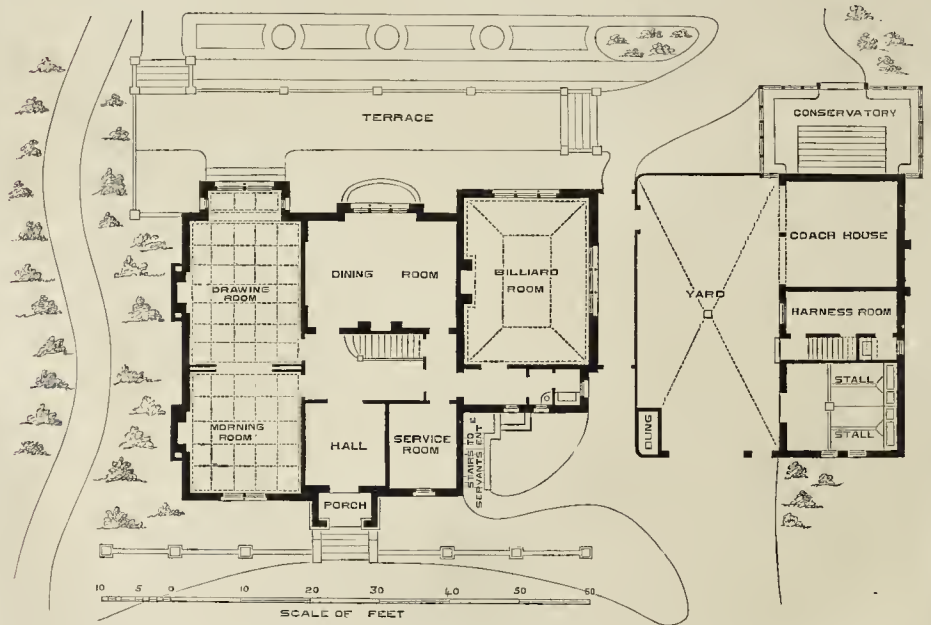 TERRACE
CONSERVATORY
COACH HOUSE
DINING ROOM
BILLIARD
ROOM
DRAWING
ROOM
YARD
HARNESS ROOM
STALL
STALL
MORNING
ROOM
HALL
SERVICE
ROOM
STAIRS TO
SERVANTS ENTE
DUNG
PORCH
10 5 0 10 20 30 40 50 60
SCALE OF FEET